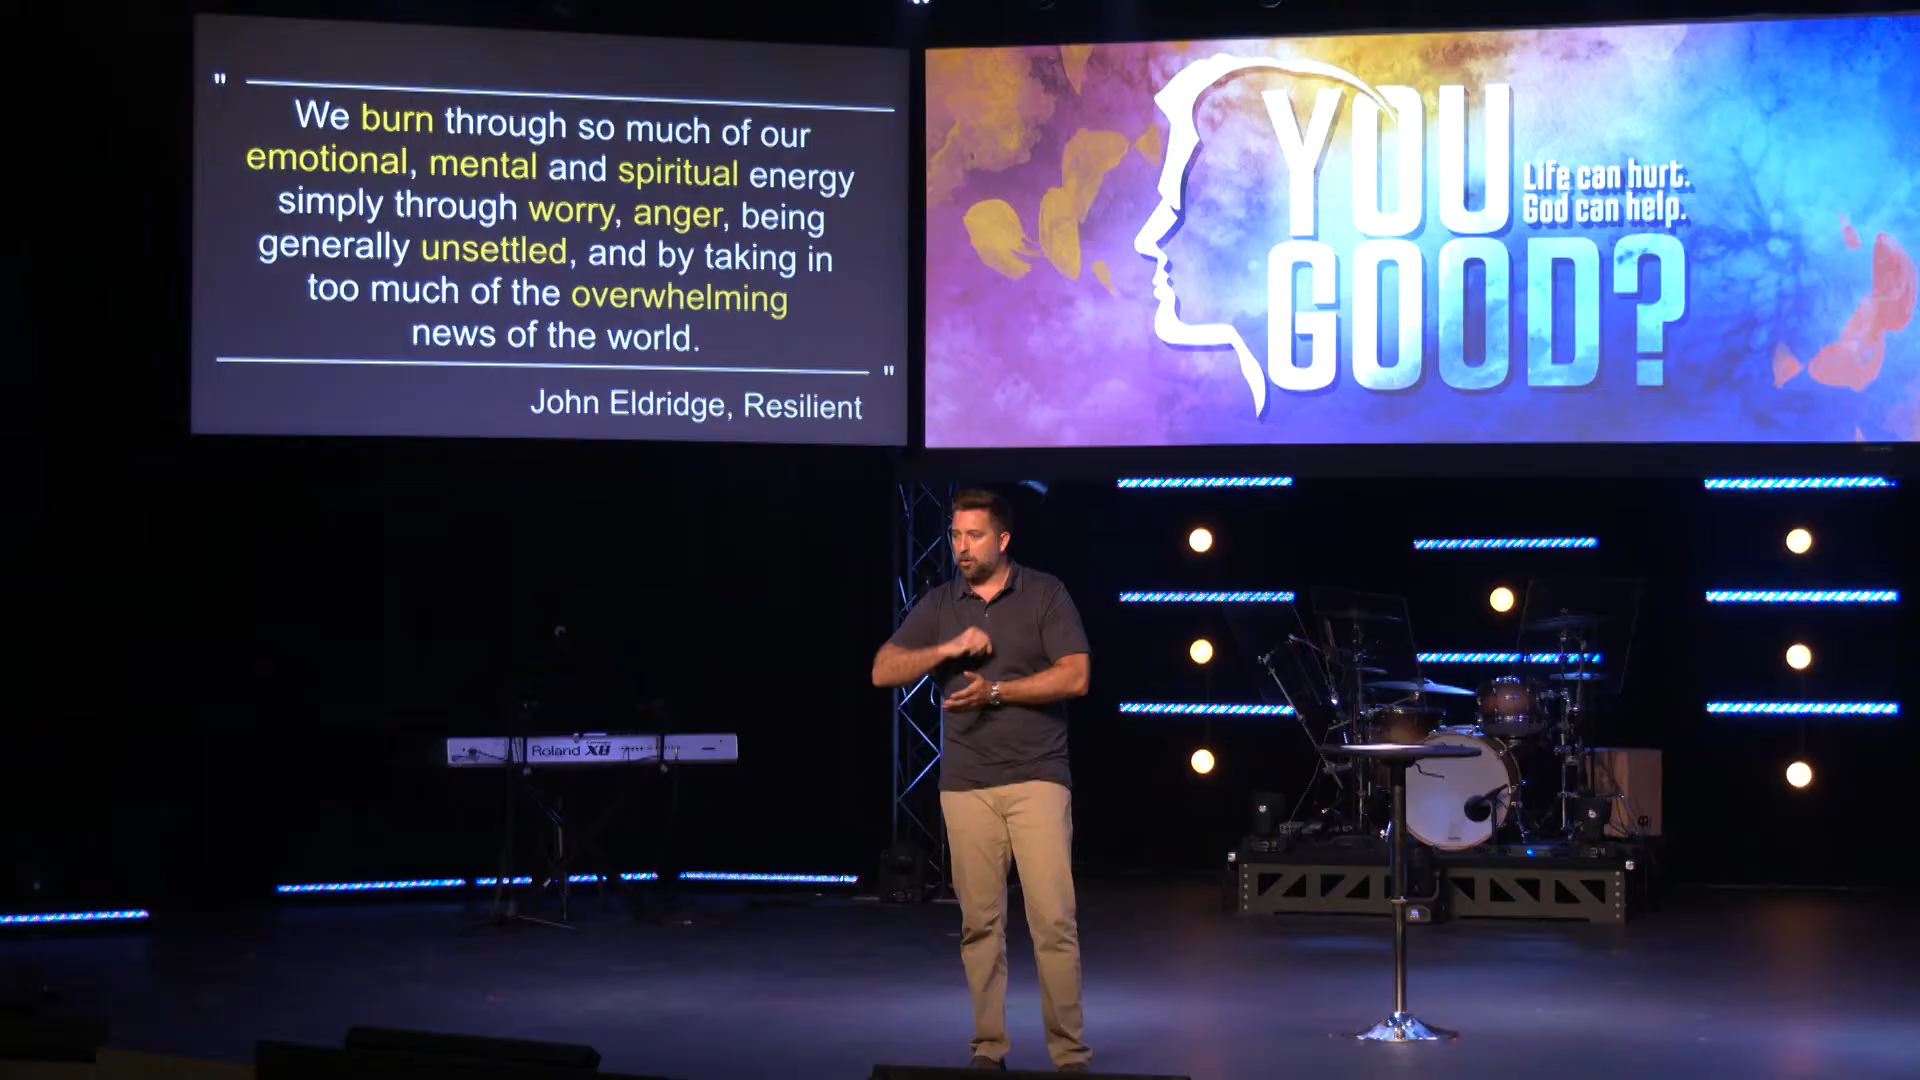 "
We burn through so much of our
emotional, mental and spiritual energy
simply through worry, anger, being
generally unsettled, and by taking in
too much of the overwhelming
news of the world.
"
John Eldridge, Resilient
YOU
Life can hurt.
God can help.
GOOD?
Roland X8